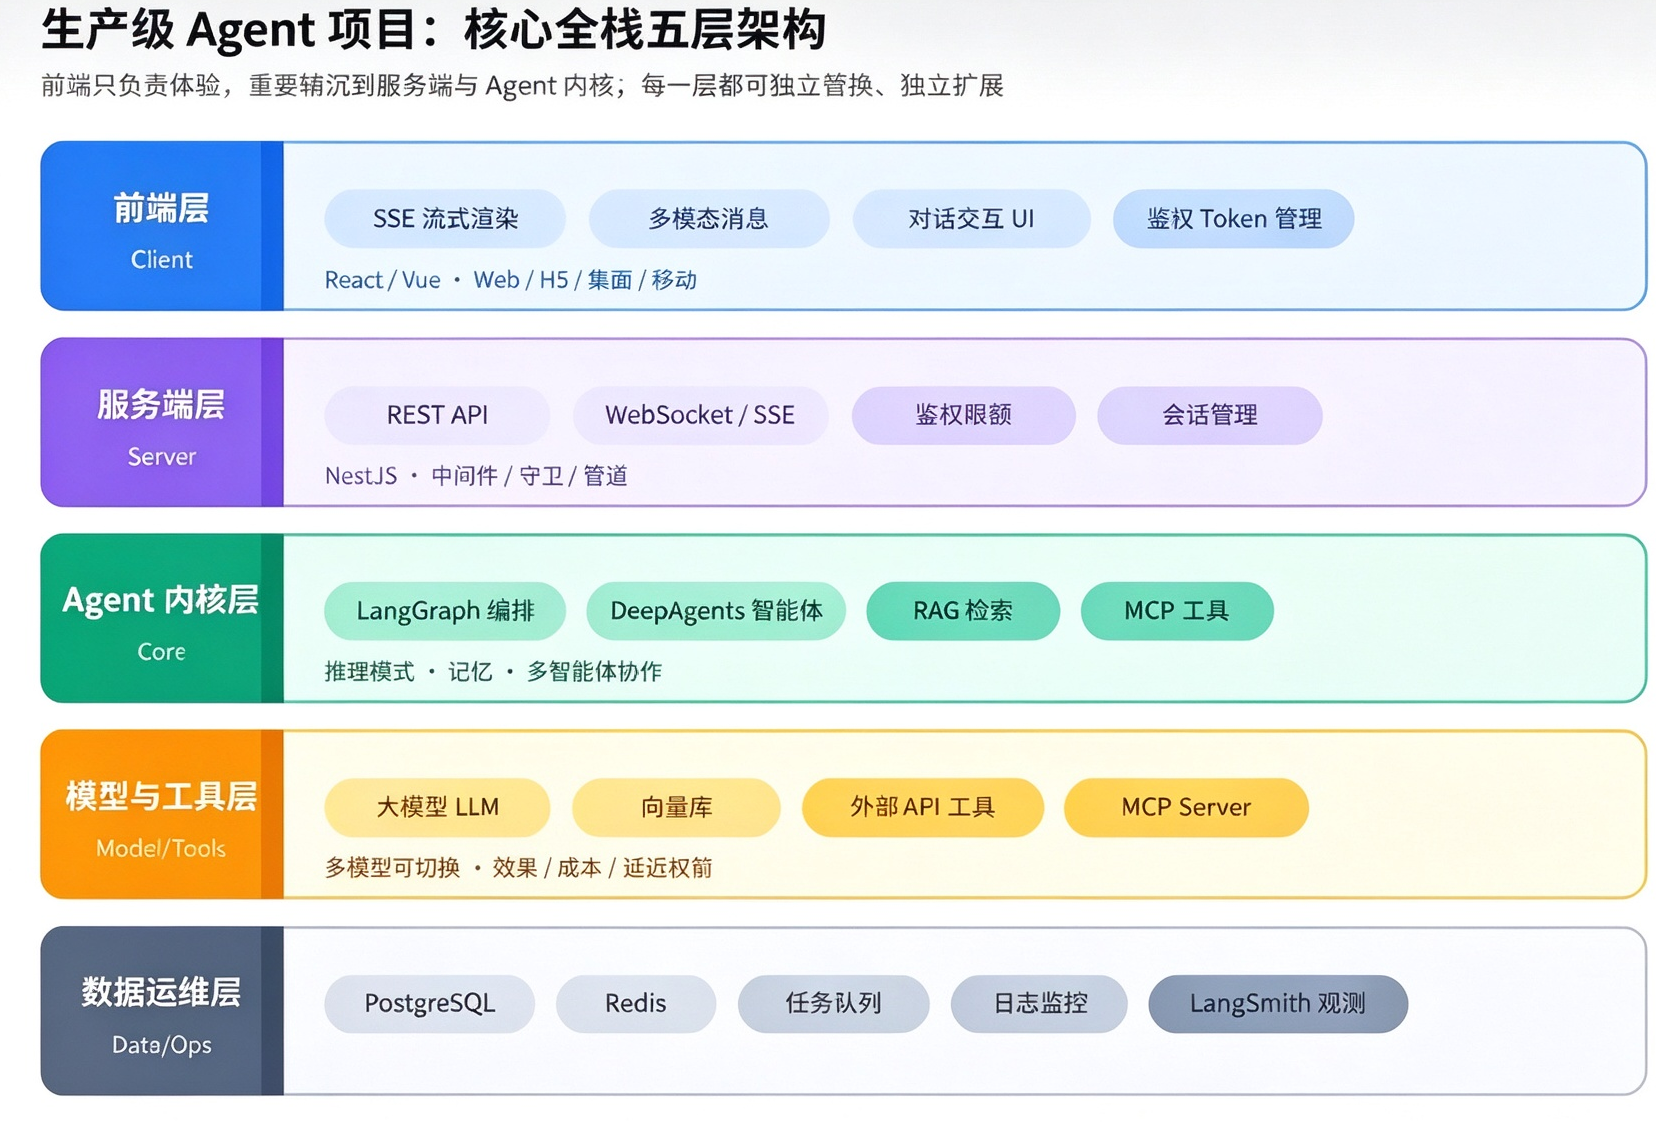 生产级 Agent 项目：核心全栈五层架构
前端只负责体验，重要辅沉到服务端与 Agent 内核；每一层都可独立管换、独立扩展
前端层
Client
SSE 流式渲染
多模态消息
对话交互 UI
鉴权 Token 管理
React / Vue · Web / H5 / 集面 / 移动
服务端层
Server
REST API
WebSocket / SSE
鉴权限额
会话管理
NestJS · 中间件 / 守卫 / 管道
Agent 内核层
Core
LangGraph 编排
DeepAgents 智能体
RAG 检索
MCP 工具
推理模式 · 记忆 · 多智能体协作
模型与工具层
Model/Tools
大模型 LLM
向量库
外部 API 工具
MCP Server
多模型可切换 · 效果 / 成本 / 延近权前
数据运维层
Data/Ops
PostgreSQL
Redis
任务队列
日志监控
LangSmith 观测